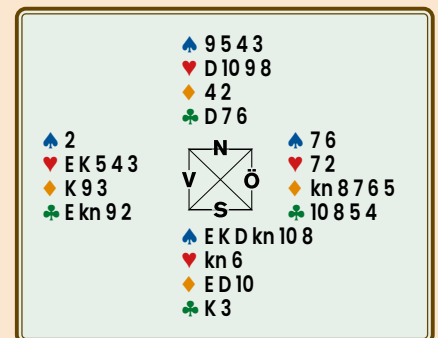 ♠ 9 5 4 3
♥ D 10 9 8
♦ 4 2
♣ D 7 6
♠ 2
♥ E K 5 4 3
♦ K 9 3
♣ E kn 9 2
N
V Ö
S
♠ 7 6
♥ 7 2
♦ kn 8 7 6 5
♣ 10 8 5 4
♠ E K D kn 10 8
♥ kn 6
♦ E D 10
♣ K 3